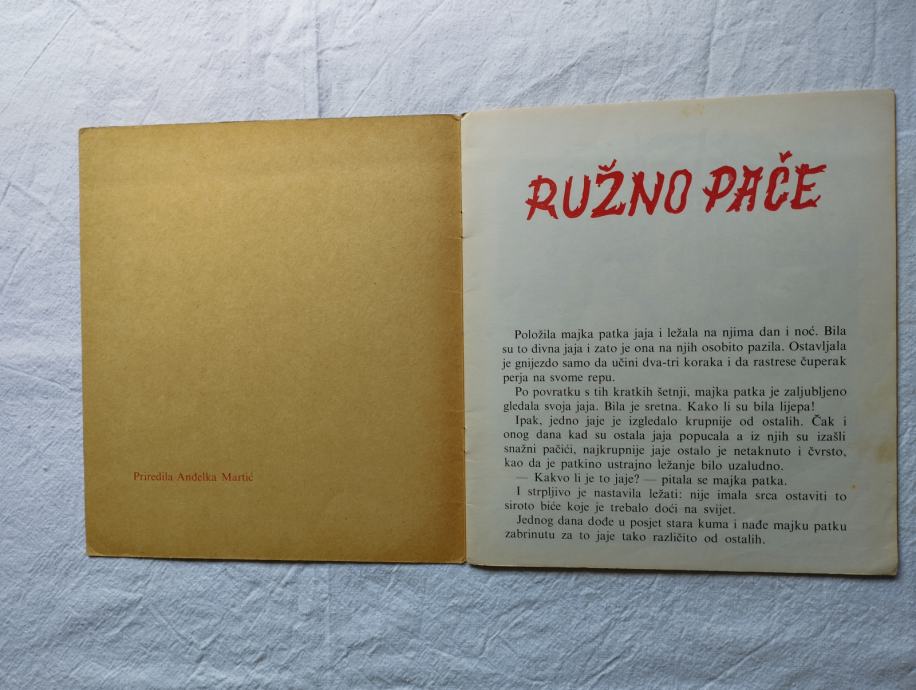 Priredila Anđelka Martić
RUŽNO PAČE
Položila majka patka jaja i ležala na njima dan i noć. Bila
su to divna jaja i zato je ona na njih osobito pazila. Ostavljala
je gnijezdo samo da učini dva-tri koraka i da rastrese čuperak
perja na svome repu.
Po povratku s tih kratkih šetnji, majka patka je zaljubljeno
gledala svoja jaja. Bila je sretna. Kako li su bila lijepa!
Ipak, jedno jaje je izgledalo krupnije od ostalih. Čak i
onog dana kad su ostala jaja popucala a iz njih su izašli
snažni pačići, najkrupnije jaje ostalo je netaknuto i čvrsto,
kao da je patkino ustrajno ležanje bilo uzaludno.
— Kakvo li je to jaje? — pitala se majka patka.
I strpljivo je nastavila ležati: nije imala srca ostaviti to
siroto biće koje je trebalo doći na svijet.
Jednog dana dođe u posjet stara kuma i nađe majku patku
zabrinutu za to jaje tako različito od ostalih.